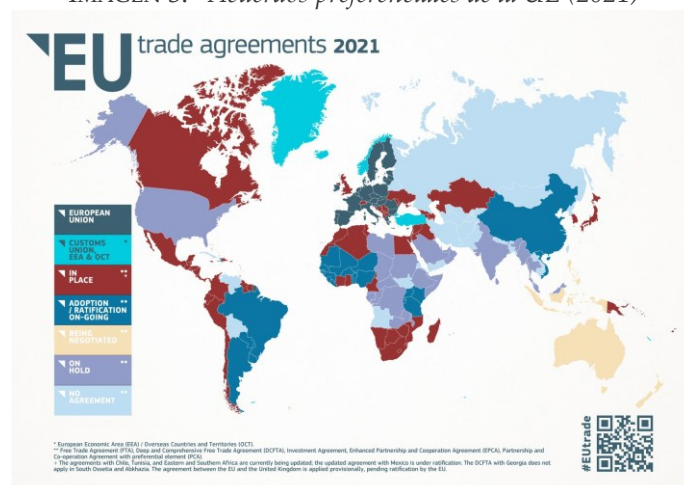 IMAGEN 3. Acuerdos preferenciales de la UE (2021)
EU trade agreements 2021
EUROPEAN
UNION
CUSTOMS *
UNION,
EEA & OCT
IN **
PLACE
ADOPTION **
/ RATIFICATION
ON-GOING
BEING **
NEGOTIATED
ON **
HOLD
NO
AGREEMENT
#EUtrade
* European Economic Area (EEA) / Overseas Countries and Territories (OCT).
** Free Trade Agreement (FTA), Deep and Comprehensive Free Trade Agreement (DCFTA), Investment Agreement, Enhanced Partnership and Cooperation Agreement (EPCA), Partnership and
Co-operation Agreement with preferential element (PCA).
+ The agreements with Chile, Tunisia, and Eastern and Southern Africa are currently being updated; the updated agreement with Mexico is under ratification. The DCFTA with Georgia does not
apply in South Ossetia and Abkhazia. The agreement between the EU and the United Kingdom is applied provisionally, pending ratification by the EU.